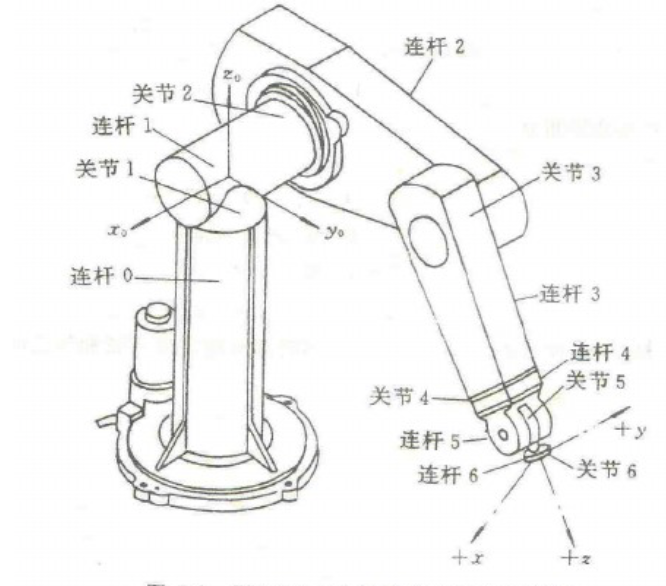 连杆 2
z₀
关节 2
连杆 1
关节 1
关节 3
x₀
y₀
连杆 0
连杆 3
连杆 4
关节 4
关节 5
+y
连杆 5
连杆 6
关节 6
+x
+z